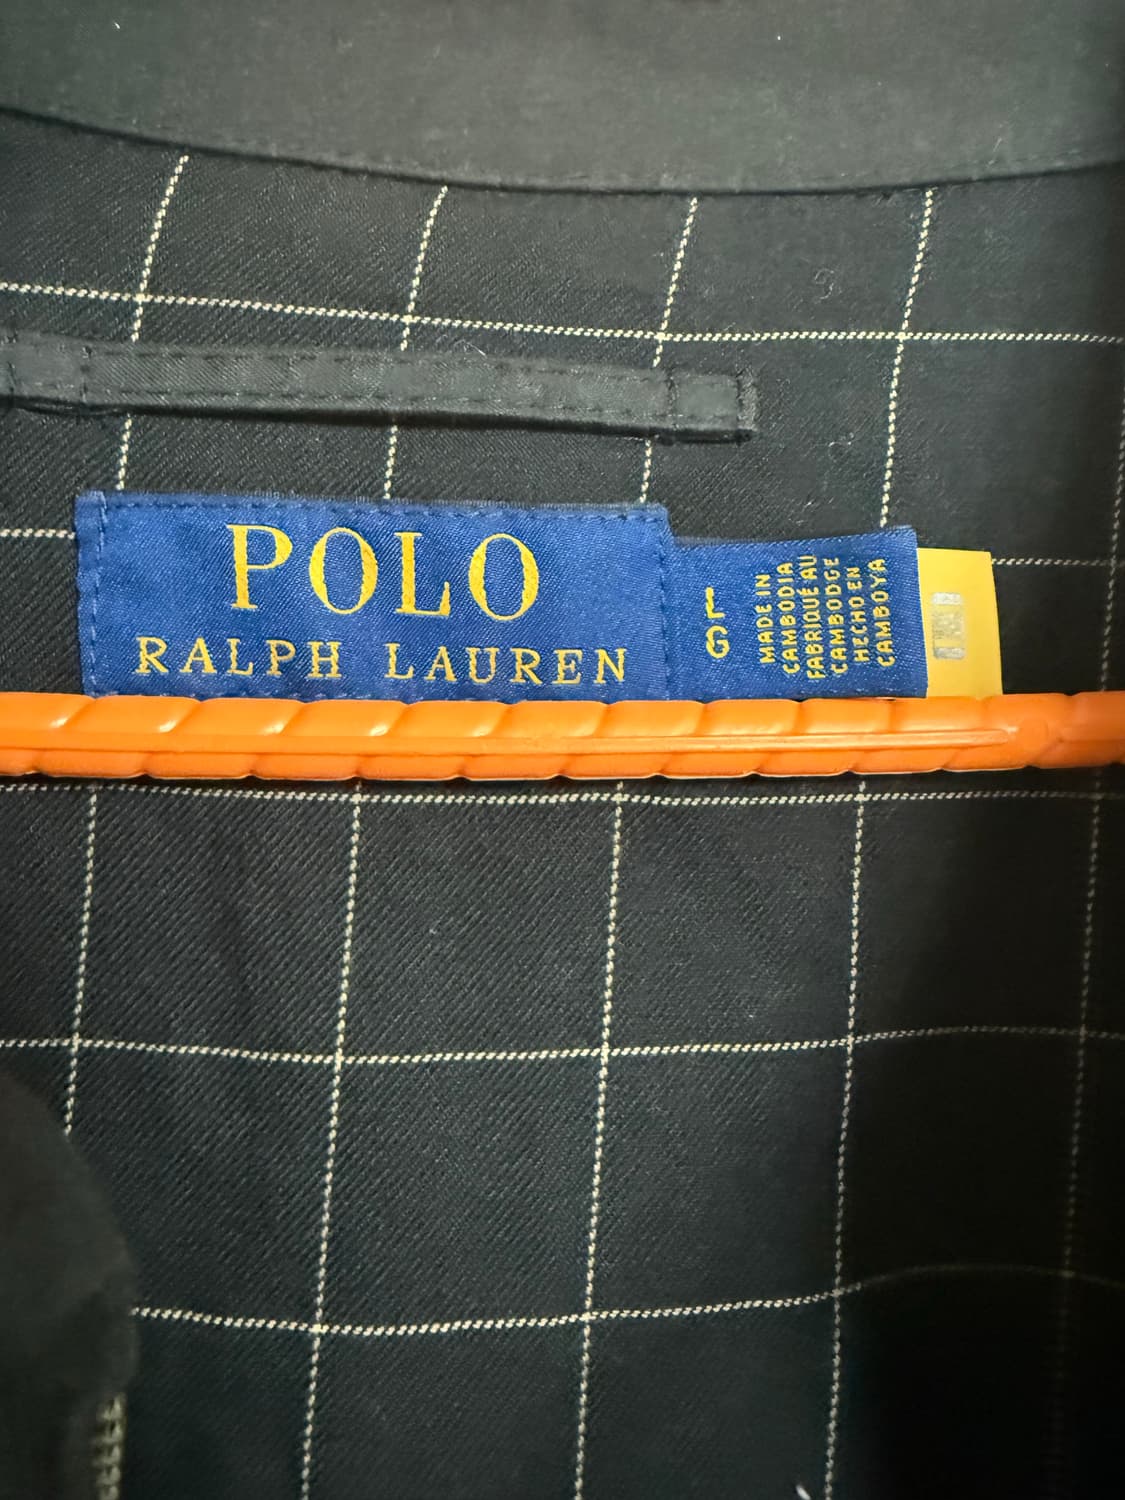 POLO
RALPH LAUREN
L
G
MADE IN
CAMBODIA
FABRIQUÉ AU
CAMBODGE
HECHO EN
CAMBOYA